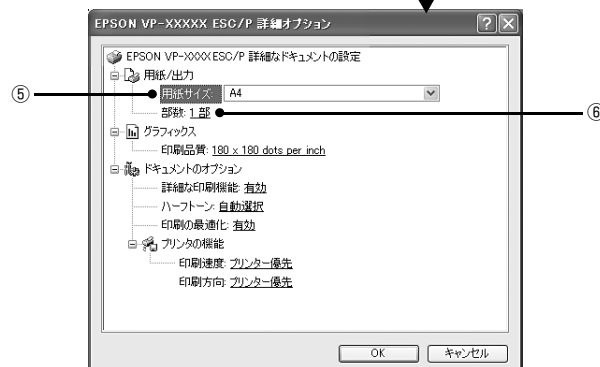 EPSON VP-XXXXX ESC/P 詳細オプション
EPSON VP-XXXX ESC/P 詳細なドキュメントの設定
用紙/出力
⑤ 用紙サイズ: A4
部数: 1 部 ⑥
グラフィックス
印刷品質: 180 x 180 dots per inch
ドキュメントのオプション
詳細な印刷機能: 有効
ハーフトーン: 自動選択
印刷の最適化: 有効
プリンタの機能
印刷速度: プリンター優先
印刷方向: プリンター優先
OK キャンセル